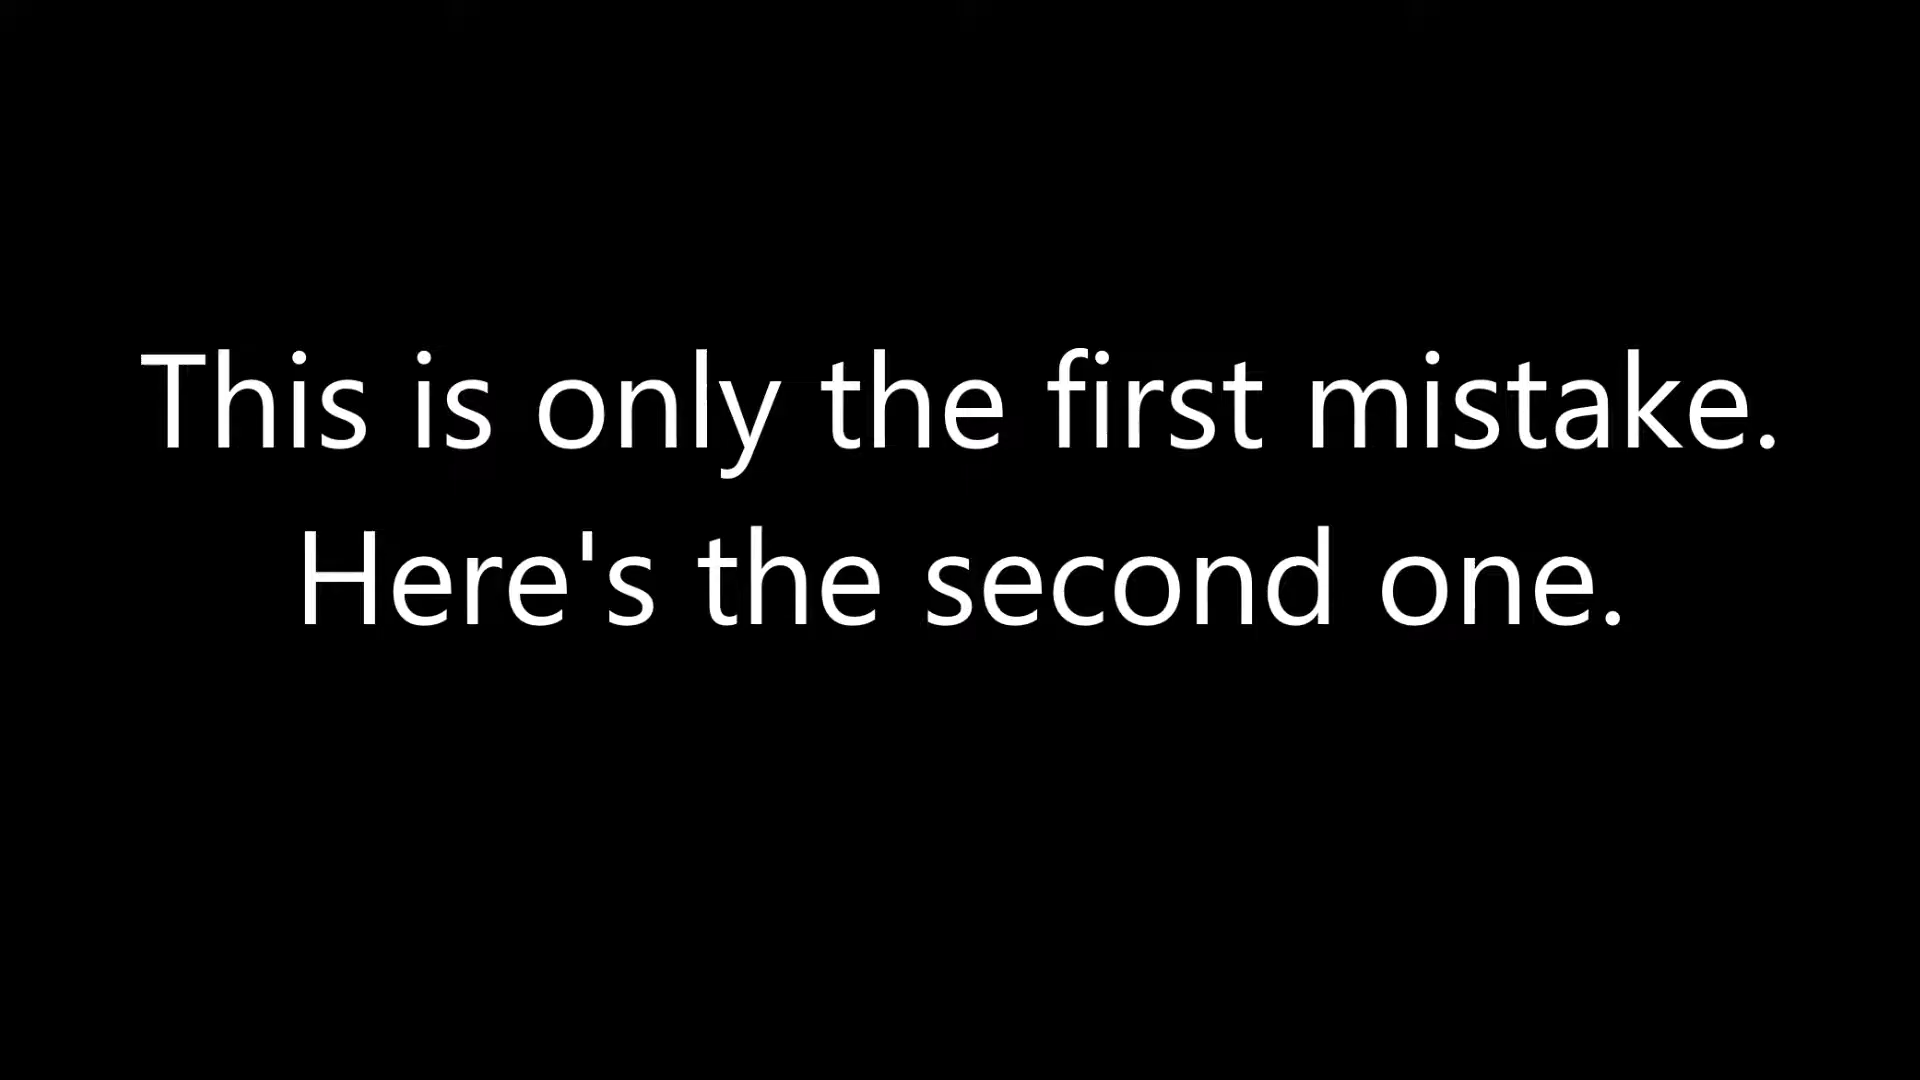 This is only the first mistake.
Here's the second one.